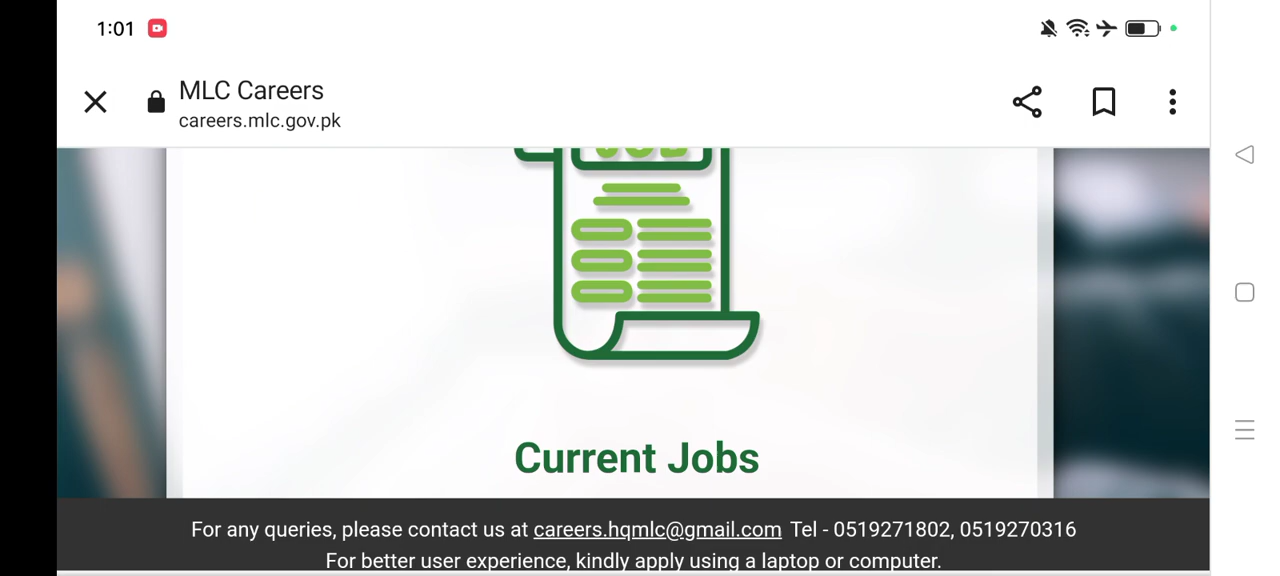 1:01
MLC Careers
careers.mlc.gov.pk
Current Jobs
For any queries, please contact us at careers.hqmlc@gmail.com Tel - 0519271802, 0519270316
For better user experience, kindly apply using a laptop or computer.